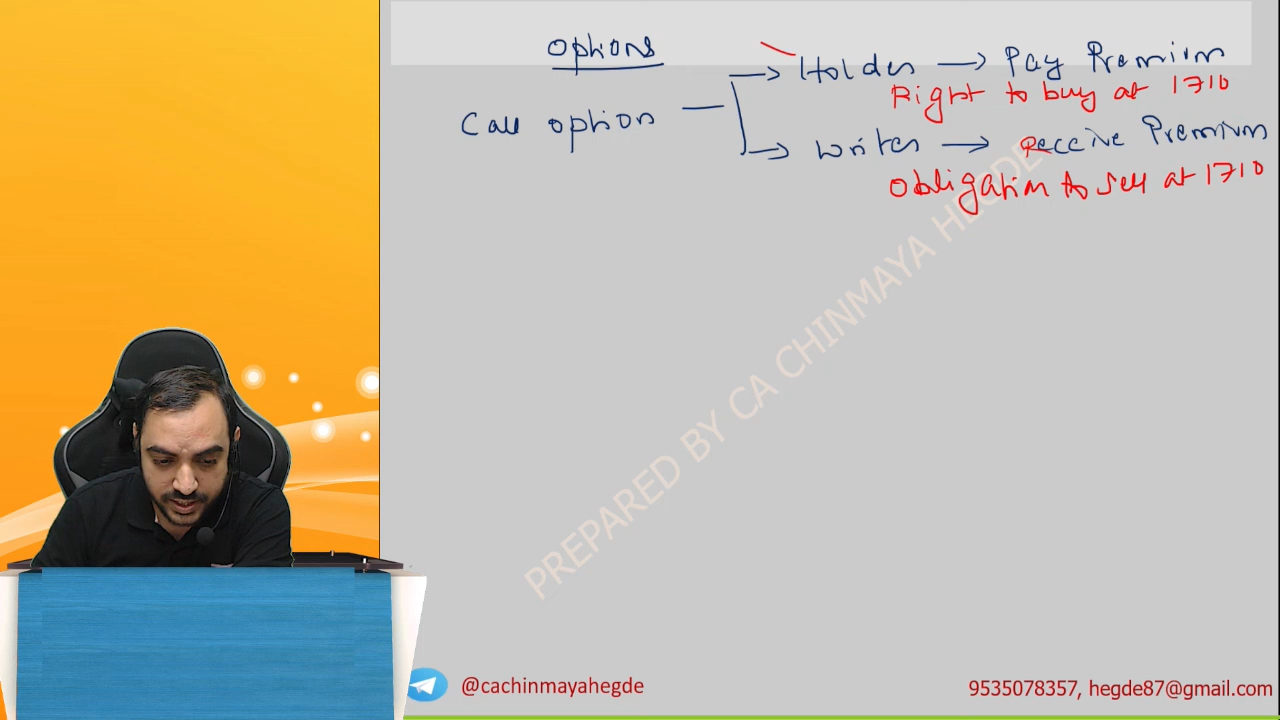 Options
Call option
Holder → Pay Premium
Right to buy at 1710
Writer → Receive Premium
Obligation to sell at 1710
PREPARED BY CA CHINMAYA HEGDE
@cachinmayahegde
9535078357, hegde87@gmail.com